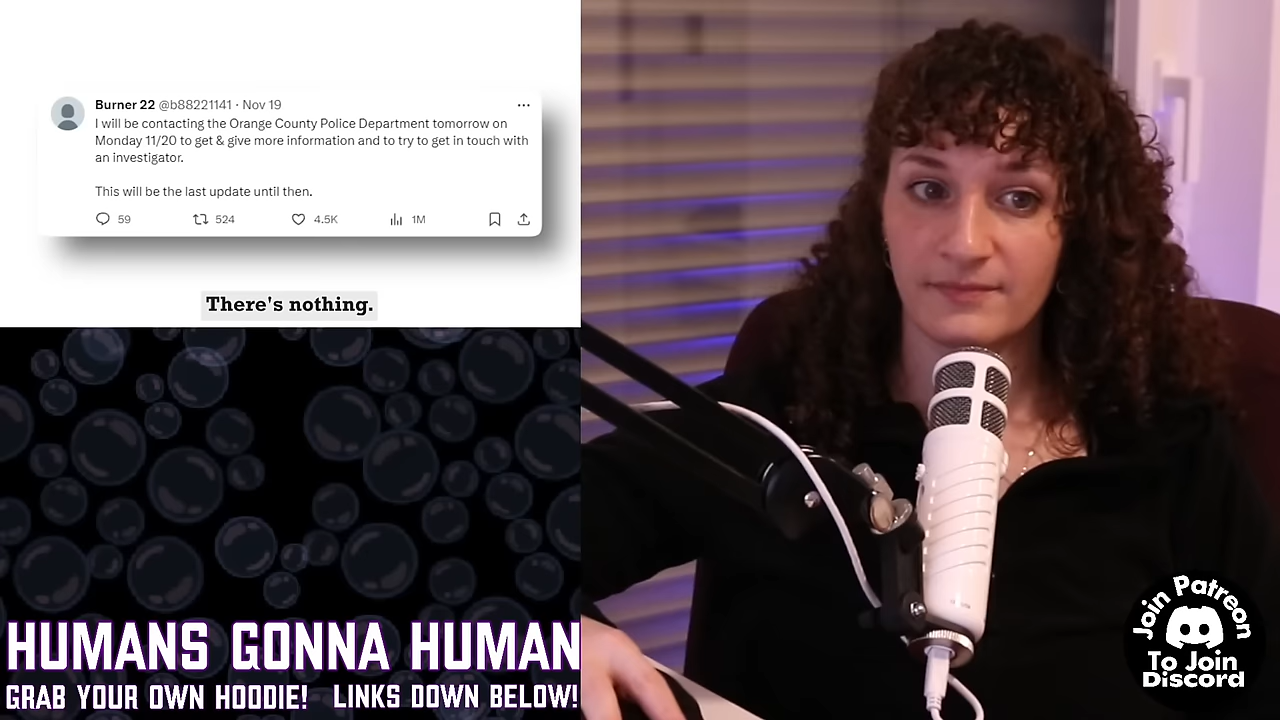 Burner 22 @b88221141 · Nov 19
I will be contacting the Orange County Police Department tomorrow on
Monday 11/20 to get & give more information and to try to get in touch with
an investigator.
This will be the last update until then.
59 524 4.5K 1M
There's nothing.
HUMANS GONNA HUMAN
GRAB YOUR OWN HOODIE! LINKS DOWN BELOW!
Join Patreon
To Join
Discord